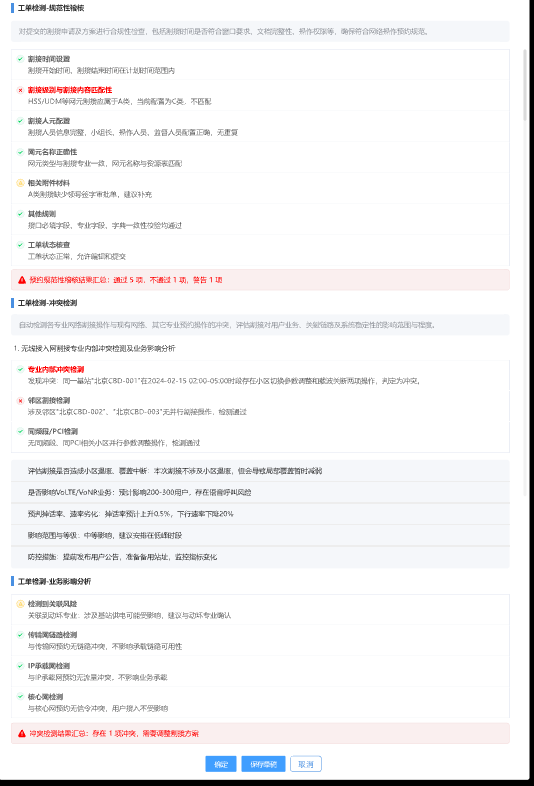 工单检测-规范性稽核
对提交的割接申请及方案进行合规性检查，包括割接时间是否符合窗口要求、文档完整性、操作权限等，确保符合网络操作预约规范。
割接时间设置
割接开始时间、割接结束时间在计划时间范围内
割接级别与割接内容匹配性
HSS/UDM等网元割接应属于A类，当前配置为C类，不匹配
割接人元配置
割接人员信息完整，小组长、操作人员、监督人员配置正确，无重复
网元名称正确性
网元类型与割接专业一致，网元名称与资源表匹配
相关附件材料
A类割接缺少领导签字审批单，建议补充
其他规则
接口必填字段、专业字段、字典一致性校验均通过
工单状态核查
工单状态正常，允许编辑和提交
预约规范性稽核结果汇总：通过 5 项，不通过 1 项，警告 1 项
工单检测-冲突检测
自动检测各专业网络割接操作与现有网络、其它专业预约操作的冲突，评估割接对用户业务、关键链路及系统稳定性的影响范围与程度。
1. 无线接入网割接专业内部冲突检测及业务影响分析
专业内部冲突检测
发现冲突：同一基站"北京CBD-001"在2024-02-15 02:00-05:00时段存在小区切换参数调整和载波关断两项操作，判定为冲突。
邻区割接检测
涉及邻区"北京CBD-002"、"北京CBD-003"无并行割接操作，检测通过
同频段/PCI检测
无同频段、同PCI相关小区并行参数调整操作，检测通过
评估割接是否造成小区退服、覆盖中断：本次割接不涉及小区退服，但会导致局部覆盖暂时减弱
是否影响VoLTE/VoNR业务：预计影响200-300用户，存在语音呼叫风险
预判掉话率、速率劣化：掉话率预计上升0.5%，下行速率下降20%
影响范围与等级：中等影响，建议安排在低峰时段
防控措施：提前发布用户公告，准备备用站址，监控指标变化
工单检测-业务影响分析
检测到关联风险
关联到动环专业：涉及基站供电可能受影响，建议与动环专业确认
传输网链路检测
与传输网预约无链路冲突，不影响承载链路可用性
IP承载网检测
与IP承载网预约无流量冲突，不影响业务承载
核心网检测
与核心网预约无信令冲突，用户接入不受影响
冲突检测结果汇总：存在 1 项冲突，需要调整割接方案
确定
保存草稿
取消